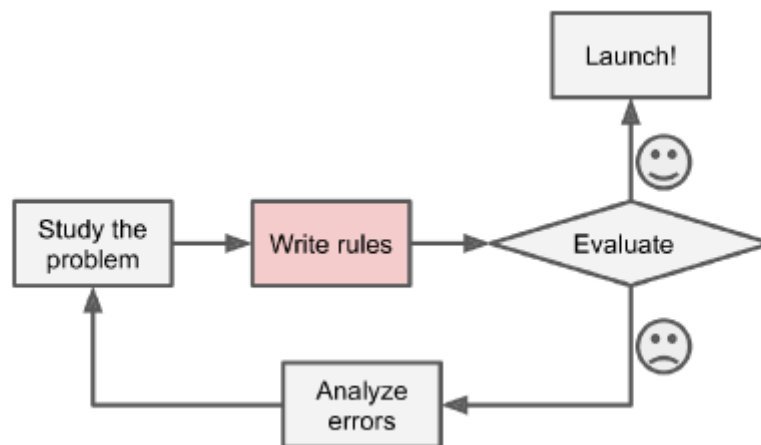 Launch!
Study the
problem
Write rules
Evaluate
Analyze
errors